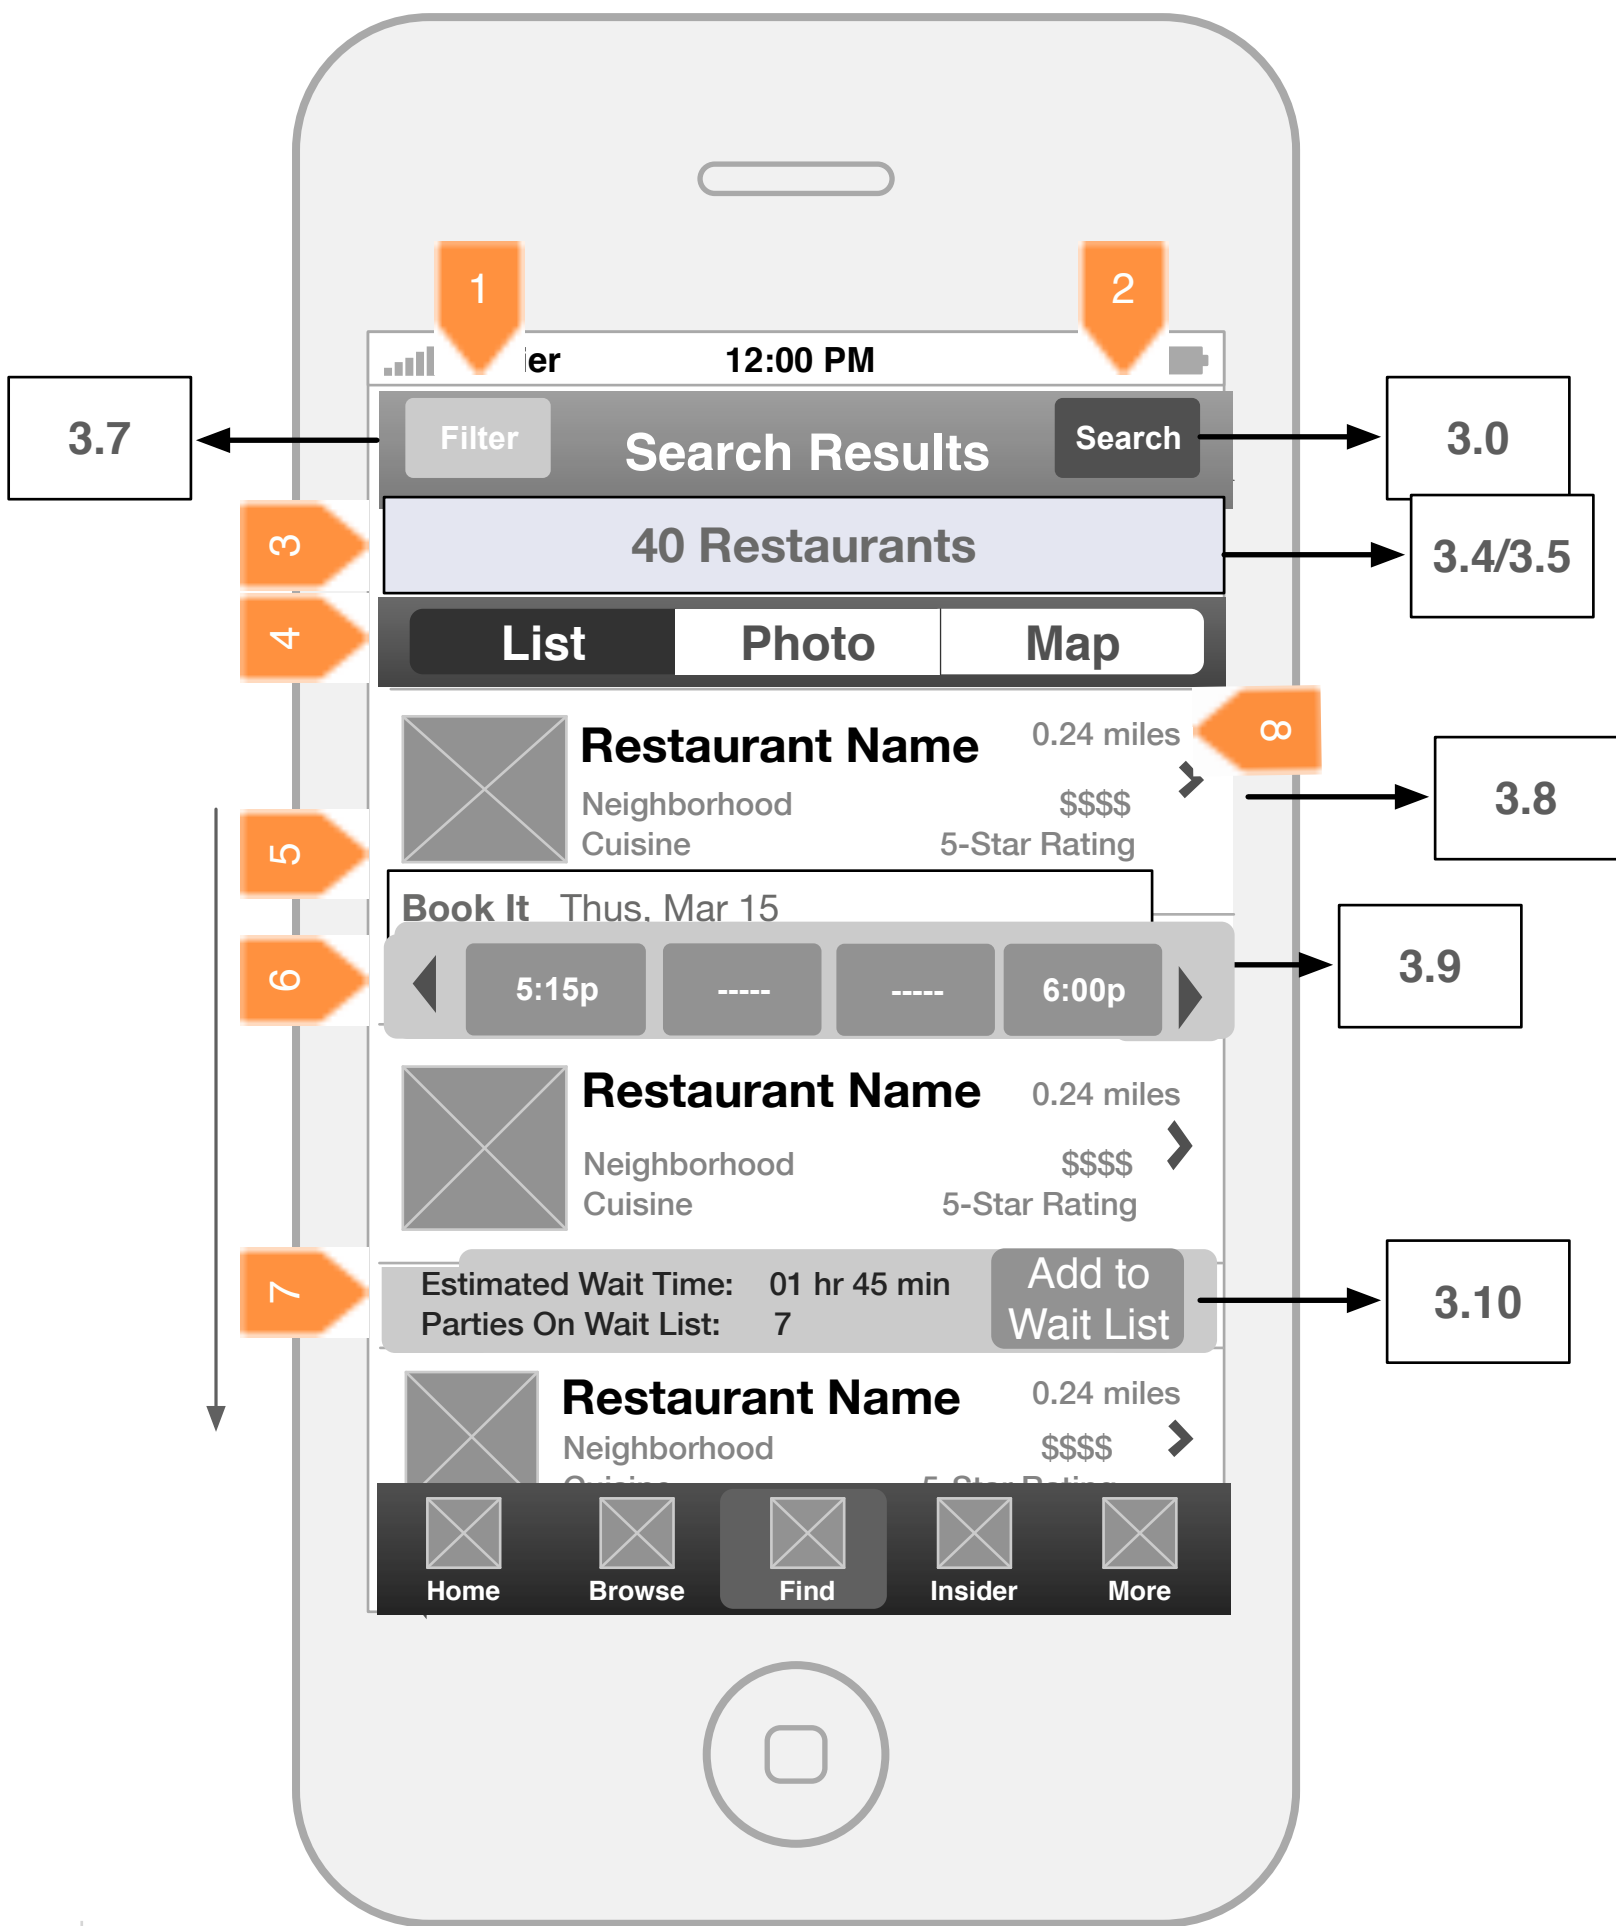 1
2
ier 12:00 PM
3.7
Filter
Search Results
Search
3.0
3
40 Restaurants
3.4/3.5
4
List Photo Map
Restaurant Name 0.24 miles
8
Neighborhood $$$$
3.8
5
Cuisine 5-Star Rating
Book It Thus, Mar 15
6
5:15p ----- ----- 6:00p
3.9
Restaurant Name 0.24 miles
Neighborhood $$$$
Cuisine 5-Star Rating
7
Estimated Wait Time: 01 hr 45 min
Parties On Wait List: 7
Add to
Wait List
3.10
Restaurant Name 0.24 miles
Neighborhood $$$$
Cuisine 5-Star Rating
Home Browse Find Insider More